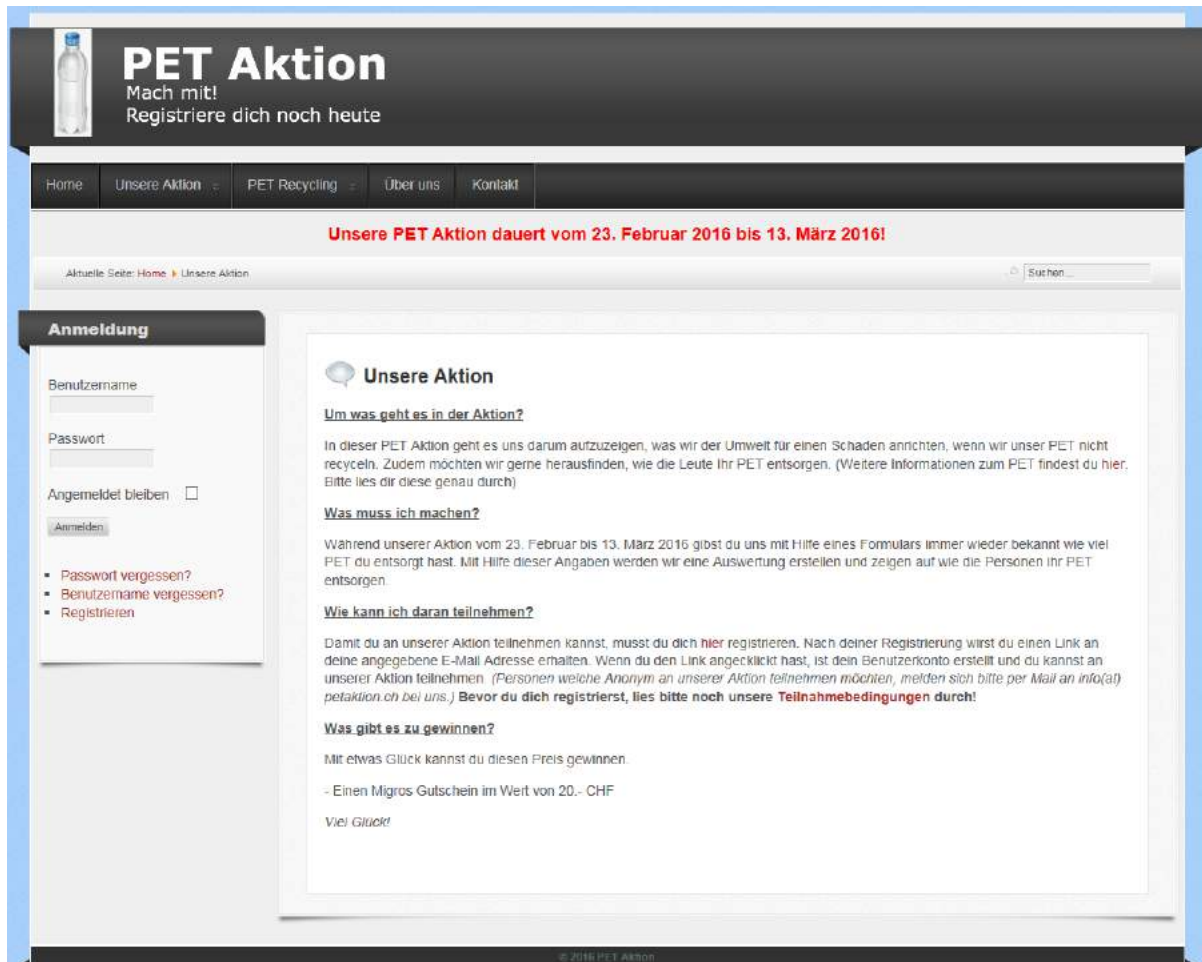 PET Aktion
Mach mit!
Registriere dich noch heute
Home
Unsere Aktion
PET Recycling
Über uns
Kontakt
Unsere PET Aktion dauert vom 23. Februar 2016 bis 13. März 2016!
Aktuelle Seite: Home Unsere Aktion
Suchen...
Anmeldung
Benutzername
Passwort
Angemeldet bleiben
Anmelden
Passwort vergessen?
Benutzername vergessen?
Registrieren
Unsere Aktion
Um was geht es in der Aktion?
In dieser PET Aktion geht es uns darum aufzuzeigen, was wir der Umwelt für einen Schaden anrichten, wenn wir unser PET nicht
recyceln. Zudem möchten wir gerne herausfinden, wie die Leute Ihr PET entsorgen. (Weitere Informationen zum PET findest du hier.
Bitte lies dir diese genau durch)
Was muss ich machen?
Während unserer Aktion vom 23. Februar bis 13. März 2016 gibst du uns mit Hilfe eines Formulars immer wieder bekannt wie viel
PET du entsorgt hast. Mit Hilfe dieser Angaben werden wir eine Auswertung erstellen und zeigen auf wie die Personen ihr PET
entsorgen.
Wie kann ich daran teilnehmen?
Damit du an unserer Aktion teilnehmen kannst, musst du dich hier registrieren. Nach deiner Registrierung wirst du einen Link an
deine angegebene E-Mail Adresse erhalten. Wenn du den Link angeclickt hast, ist dein Benutzerkonto erstellt und du kannst an
unserer Aktion teilnehmen. (Personen welche Anonym an unserer Aktion teilnehmen möchten, melden sich bitte per Mail an info(at)
petaktion.ch bei uns.) Bevor du dich registrierst, lies bitte noch unsere Teilnahmebedingungen durch!
Was gibt es zu gewinnen?
Mit etwas Glück kannst du diesen Preis gewinnen.
- Einen Migros Gutschein im Wert von 20.- CHF
Viel Glück!
© 2016 PET Aktion